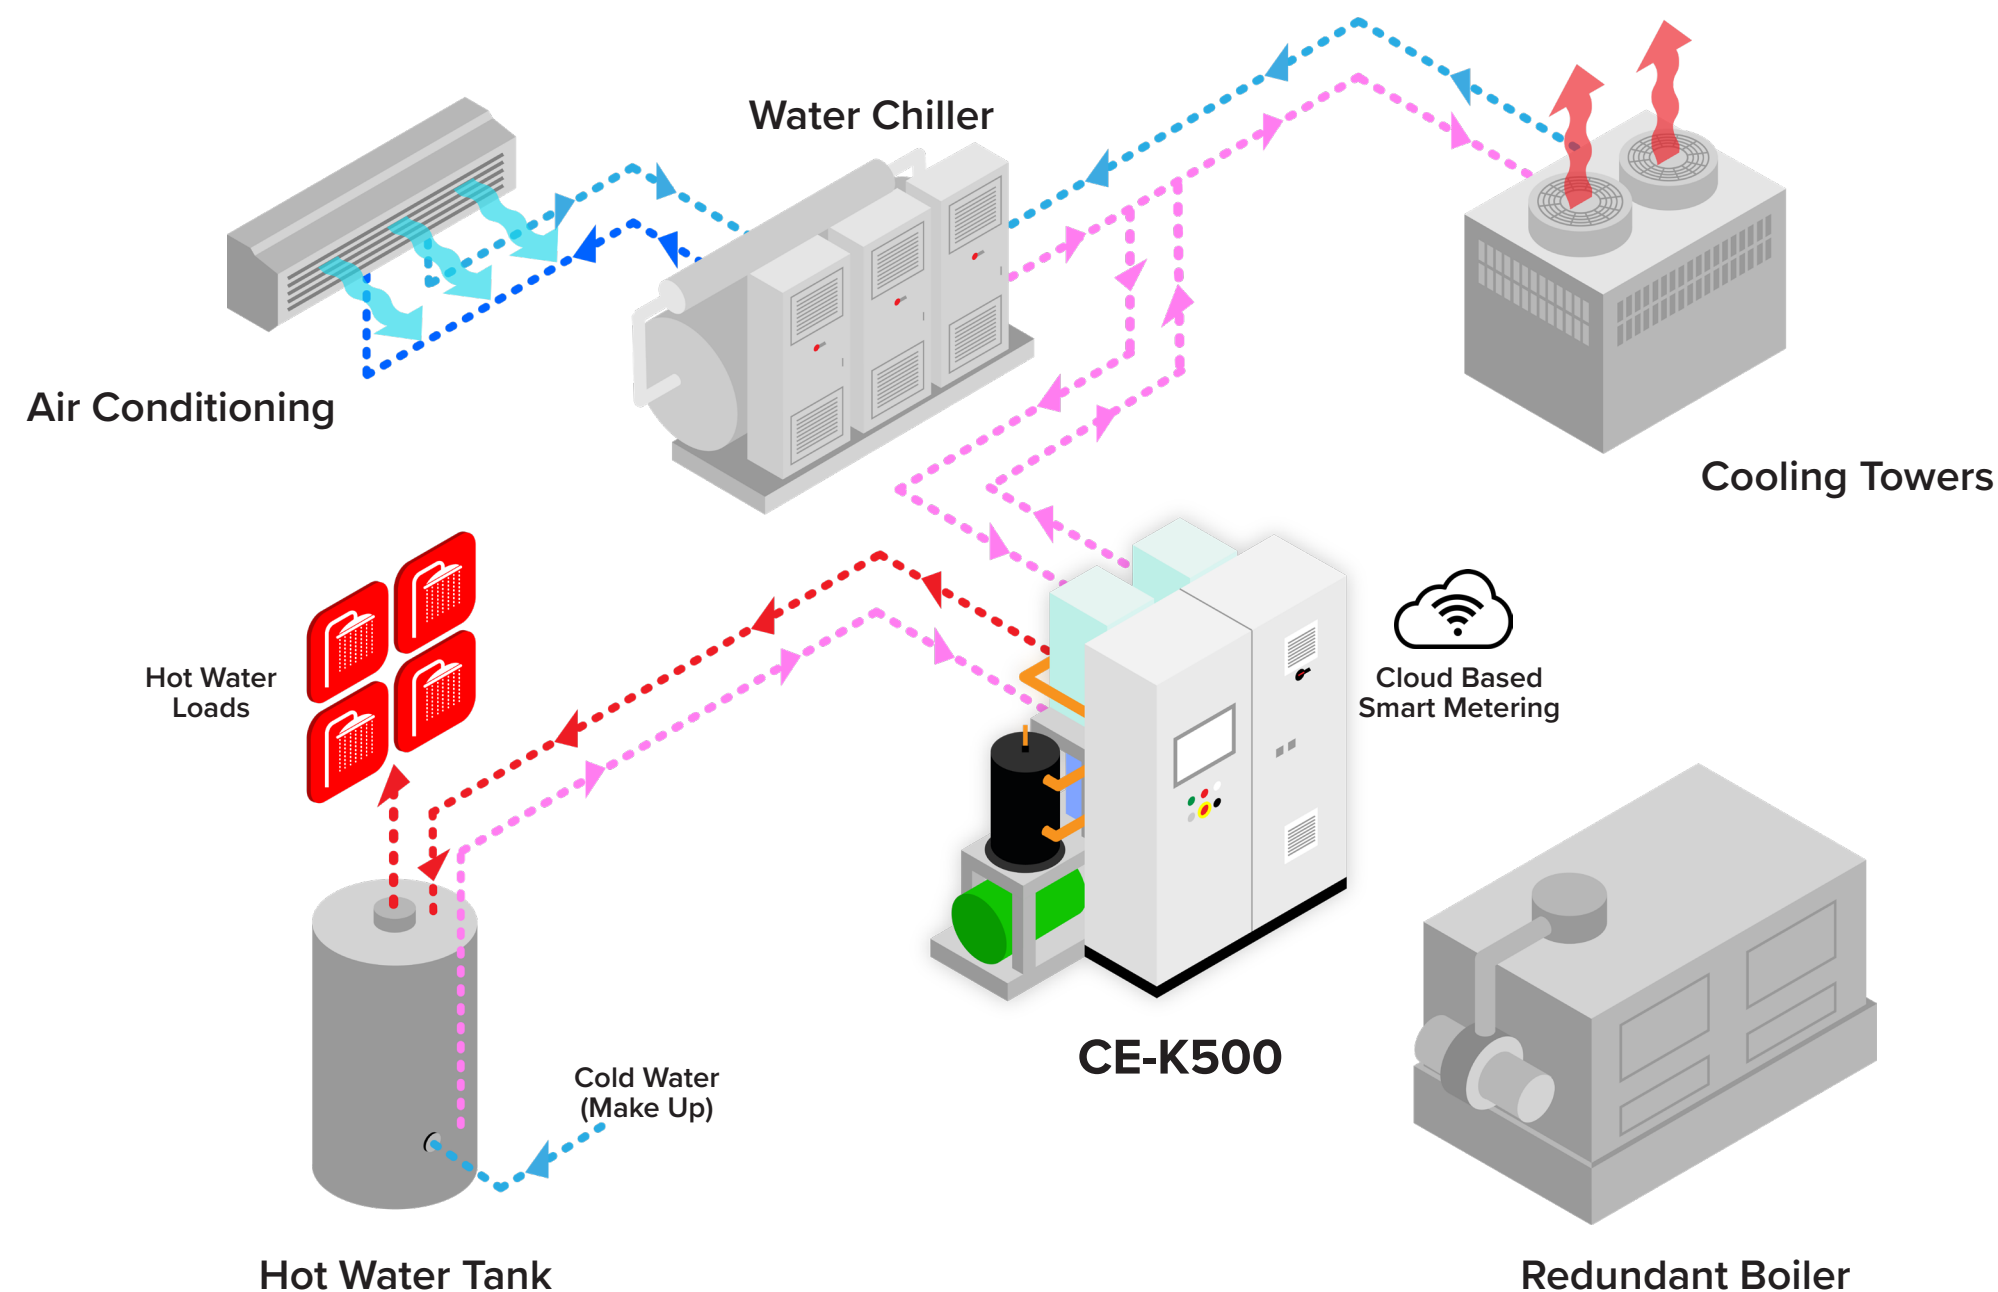 Water Chiller
Air Conditioning
Cooling Towers
Hot Water
Loads
Cloud Based
Smart Metering
CE-K500
Cold Water
(Make Up)
Hot Water Tank
Redundant Boiler